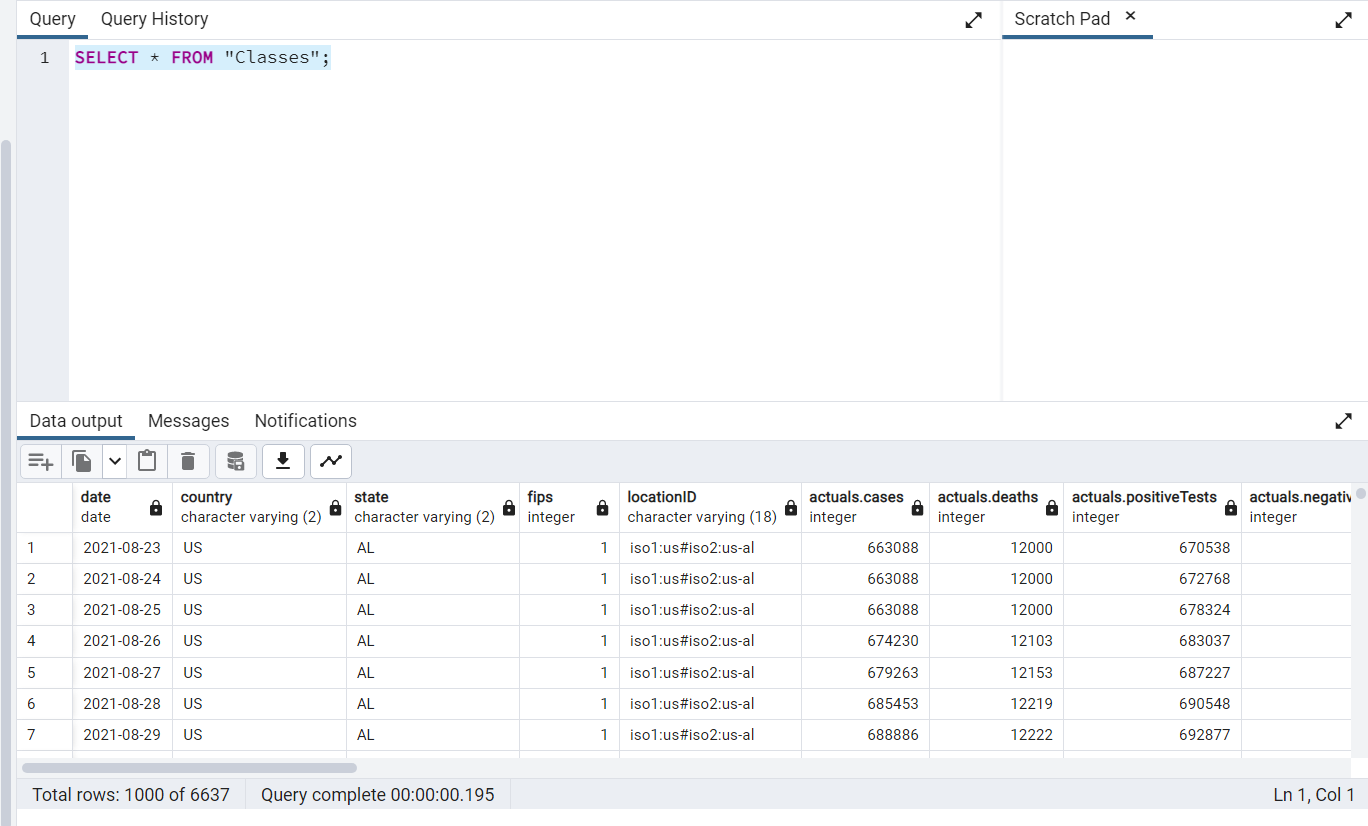 Query Query History Scratch Pad ×
1 SELECT * FROM "Classes";
Data output Messages Notifications
date country state fips locationID actuals.cases actuals.deaths actuals.positiveTests actuals.negativ
date character varying (2) character varying (2) integer character varying (18) integer integer integer integer
1 2021-08-23 US AL 1 iso1:us#iso2:us-al 663088 12000 670538
2 2021-08-24 US AL 1 iso1:us#iso2:us-al 663088 12000 672768
3 2021-08-25 US AL 1 iso1:us#iso2:us-al 663088 12000 678324
4 2021-08-26 US AL 1 iso1:us#iso2:us-al 674230 12103 683037
5 2021-08-27 US AL 1 iso1:us#iso2:us-al 679263 12153 687227
6 2021-08-28 US AL 1 iso1:us#iso2:us-al 685453 12219 690548
7 2021-08-29 US AL 1 iso1:us#iso2:us-al 688886 12222 692877
Total rows: 1000 of 6637 Query complete 00:00:00.195 Ln 1, Col 1